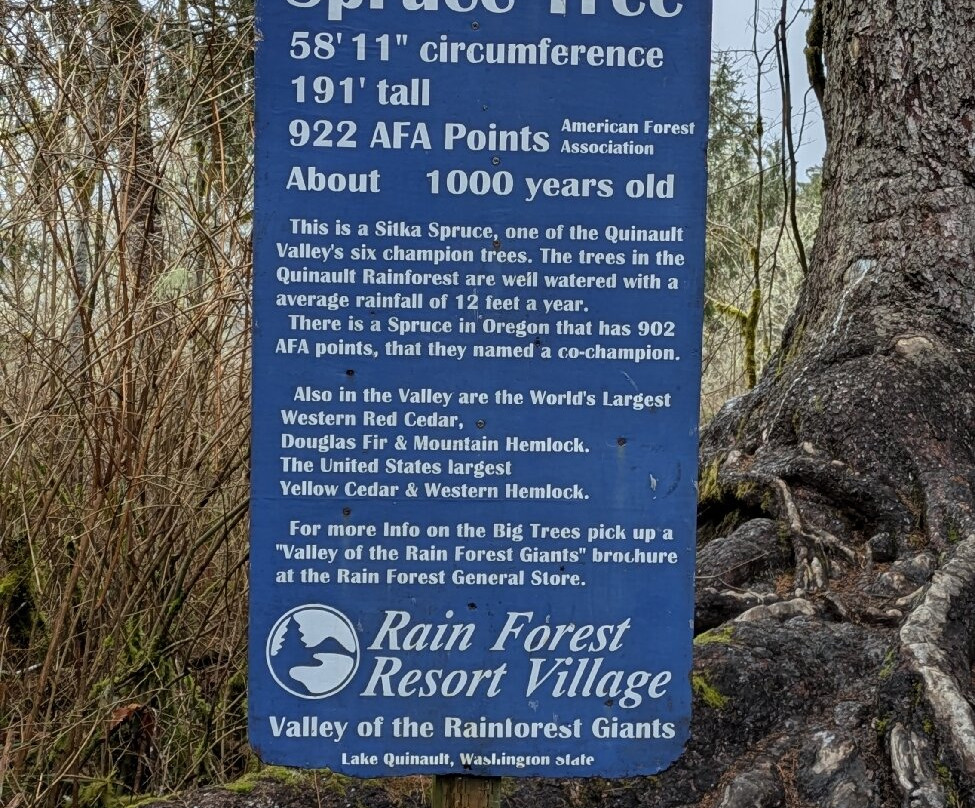 Spruce Tree
58' 11" circumference
191' tall
922 AFA Points American Forest Association
About 1000 years old
This is a Sitka Spruce, one of the Quinault
Valley's six champion trees. The trees in the
Quinault Rainforest are well watered with a
average rainfall of 12 feet a year.
There is a Spruce in Oregon that has 902
AFA points, that they named a co-champion.
Also in the Valley are the World's Largest
Western Red Cedar,
Douglas Fir & Mountain Hemlock.
The United States largest
Yellow Cedar & Western Hemlock.
For more Info on the Big Trees pick up a
"Valley of the Rain Forest Giants" brochure
at the Rain Forest General Store.
Rain Forest
Resort Village
Valley of the Rainforest Giants
Lake Quinault, Washington State